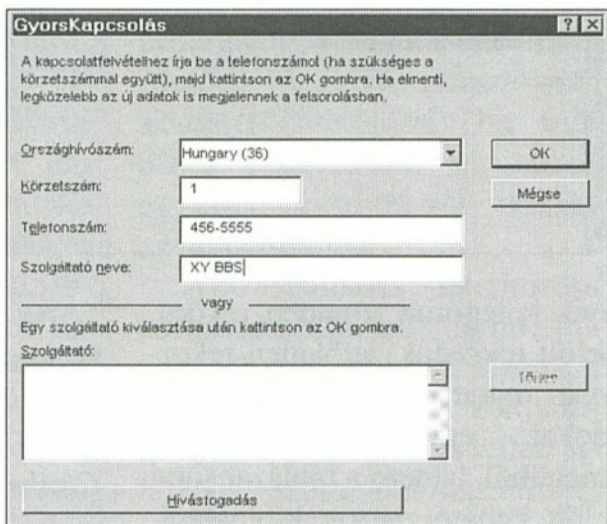 GyorsKapcsolás
A kapcsolatfelvételhez írja be a telefonszámot (ha szükséges a
körzetszámmal együtt), majd kattintson az OK gombra. Ha elmenti,
legközelebb az új adatok is megjelennek a felsorolásban.
Országhívószám: Hungary (36) OK
Körzetszám: 1 Mégse
Telefonszám: 456-5555
Szolgáltató neve: XY BBS
vagy
Egy szolgáltató kiválasztása után kattintson az OK gombra.
Szolgáltató:
Törlés
Hívásfogadás